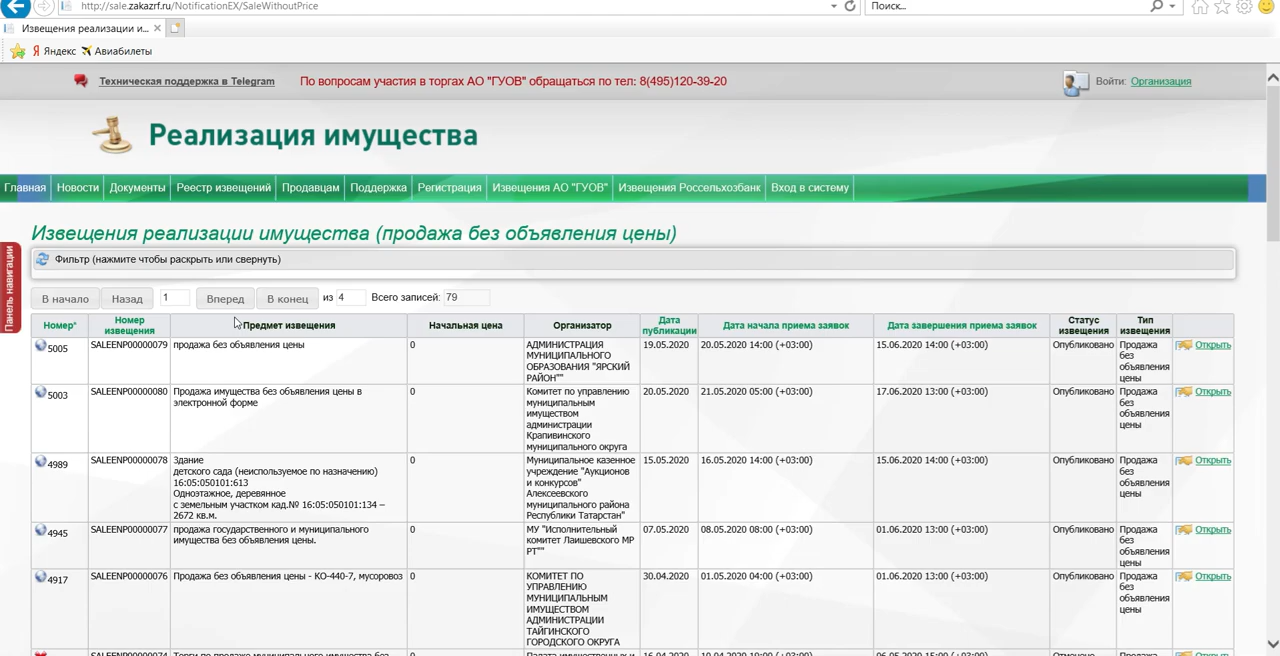 http://sale.zakazrf.ru/NotificationEX/SaleWithoutPrice
Поиск...
Извещения реализации и...
Яндекс Авиабилеты
Техническая поддержка в Telegram
По вопросам участия в торгах АО "ГУОВ" обращаться по тел: 8(495)120-39-20
Войти: Организация
Реализация имущества
Главная Новости Документы Реестр извещений Продавцам Поддержка Регистрация Извещения АО "ГУОВ" Извещения Россельхозбанк Вход в систему
Извещения реализации имущества (продажа без объявления цены)
Панель навигации
Фильтр (нажмите чтобы раскрыть или свернуть)
В начало Назад 1 Вперед В конец из 4 Всего записей: 79
Номер*
Номер
извещения
Предмет извещения
Начальная цена
Организатор
Дата
публикации
Дата начала приема заявок
Дата завершения приема заявок
Статус
извещения
Тип
извещения
5005
SALEENP00000079
продажа без объявления цены
0
АДМИНИСТРАЦИЯ
МУНИЦИПАЛЬНОГО
ОБРАЗОВАНИЯ "ЯРСКИЙ
РАЙОН""
19.05.2020
20.05.2020 14:00 (+03:00)
15.06.2020 14:00 (+03:00)
Опубликовано
Продажа
без
объявления
цены
Открыть
5003
SALEENP00000080
Продажа имущества без объявления цены в
электронной форме
0
Комитет по управлению
муниципальным
имуществом
администрации
Крапивинского
муниципального округа
20.05.2020
21.05.2020 05:00 (+03:00)
17.06.2020 13:00 (+03:00)
Опубликовано
Продажа
без
объявления
цены
Открыть
4989
SALEENP00000078
Здание
детского сада (неиспользуемое по назначению)
16:05:050101:613
Одноэтажное, деревянное
с земельным участком кад.№ 16:05:050101:134 –
2672 кв.м.
0
Муниципальное казенное
учреждение "Аукционов
и конкурсов"
Алексеевского
муниципального района
Республики Татарстан"
15.05.2020
16.05.2020 14:00 (+03:00)
15.06.2020 14:00 (+03:00)
Опубликовано
Продажа
без
объявления
цены
Открыть
4945
SALEENP00000077
продажа государственного и муниципального
имущества без объявления цены.
0
МУ "Исполнительный
комитет Лаишевского МР
РТ""
07.05.2020
08.05.2020 08:00 (+03:00)
01.06.2020 13:00 (+03:00)
Опубликовано
Продажа
без
объявления
цены
Открыть
4917
SALEENP00000076
Продажа без объявления цены - КО-440-7, мусоровоз
0
КОМИТЕТ ПО
УПРАВЛЕНИЮ
МУНИЦИПАЛЬНЫМ
ИМУЩЕСТВОМ
АДМИНИСТРАЦИИ
ТАЙГИНСКОГО
ГОРОДСКОГО ОКРУГА
30.04.2020
01.05.2020 04:00 (+03:00)
01.06.2020 13:00 (+03:00)
Опубликовано
Продажа
без
объявления
цены
Открыть